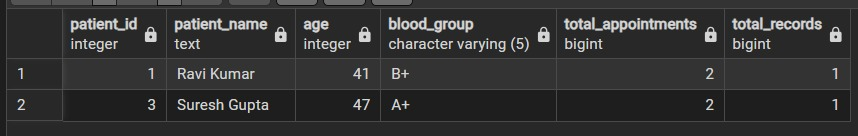 patient_id patient_name age blood_group total_appointments total_records
integer text integer character varying (5) bigint bigint
1 1 Ravi Kumar 41 B+ 2 1
2 3 Suresh Gupta 47 A+ 2 1